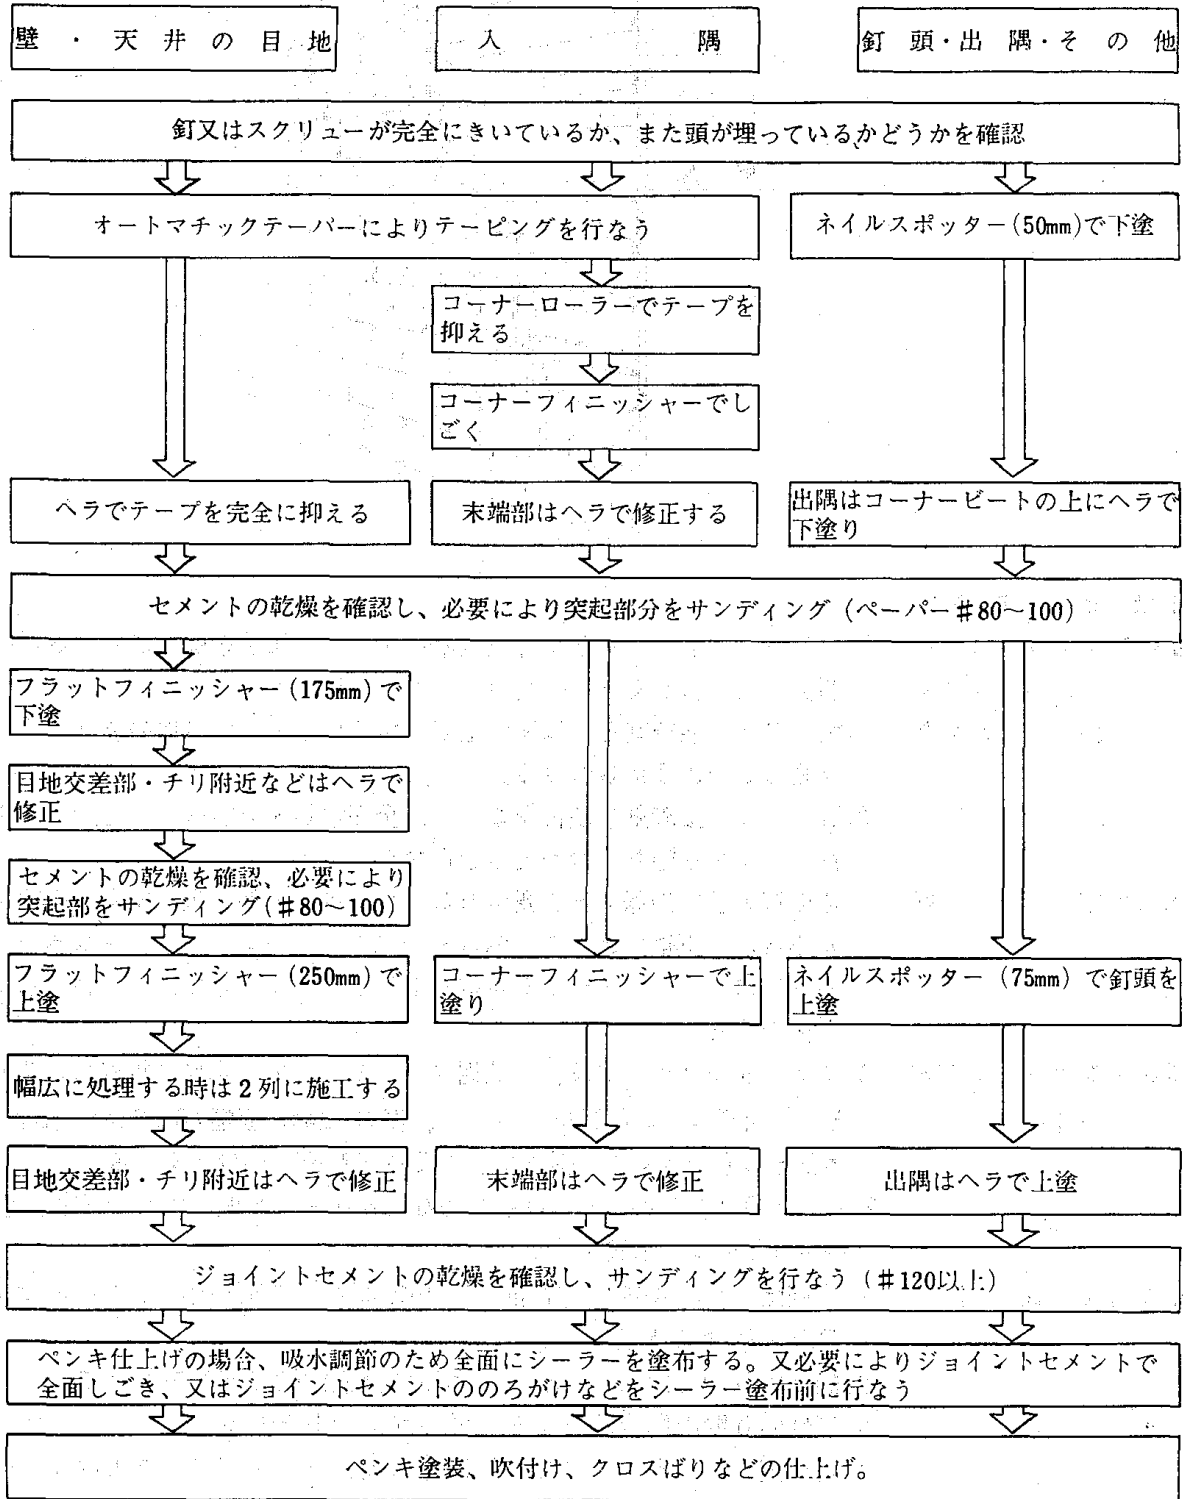 壁・天井の目地
入隅
釘頭・出隅・その他
釘又はスクリューが完全にきいているか、また頭が埋っているかどうかを確認
オートマチックテーパーによりテーピングを行なう
ネイルスポッター(50mm)で下塗
コーナーローラーでテープを
抑える
コーナーフィニッシャーでし
ごく
ヘラでテープを完全に抑える
末端部はヘラで修正する
出隅はコーナービートの上にヘラで
下塗り
セメントの乾燥を確認し、必要により突起部分をサンディング(ペーパー#80~100)
フラットフィニッシャー(175mm)で
下塗
目地交差部・チリ附近などはヘラで
修正
セメントの乾燥を確認、必要により
突起部をサンディング(#80~100)
フラットフィニッシャー(250mm)で
上塗
コーナーフィニッシャーで上
塗り
ネイルスポッター(75mm)で釘頭を
上塗
幅広に処理する時は2列に施工する
目地交差部・チリ附近はヘラで修正
末端部はヘラで修正
出隅はヘラで上塗
ジョイントセメントの乾燥を確認し、サンディングを行なう(#120以上)
ペンキ仕上げの場合、吸水調節のため全面にシーラーを塗布する。又必要によりジョイントセメントで
全面しごき、又はジョイントセメントののろがけなどをシーラー塗布前に行なう
ペンキ塗装、吹付け、クロスばりなどの仕上げ。